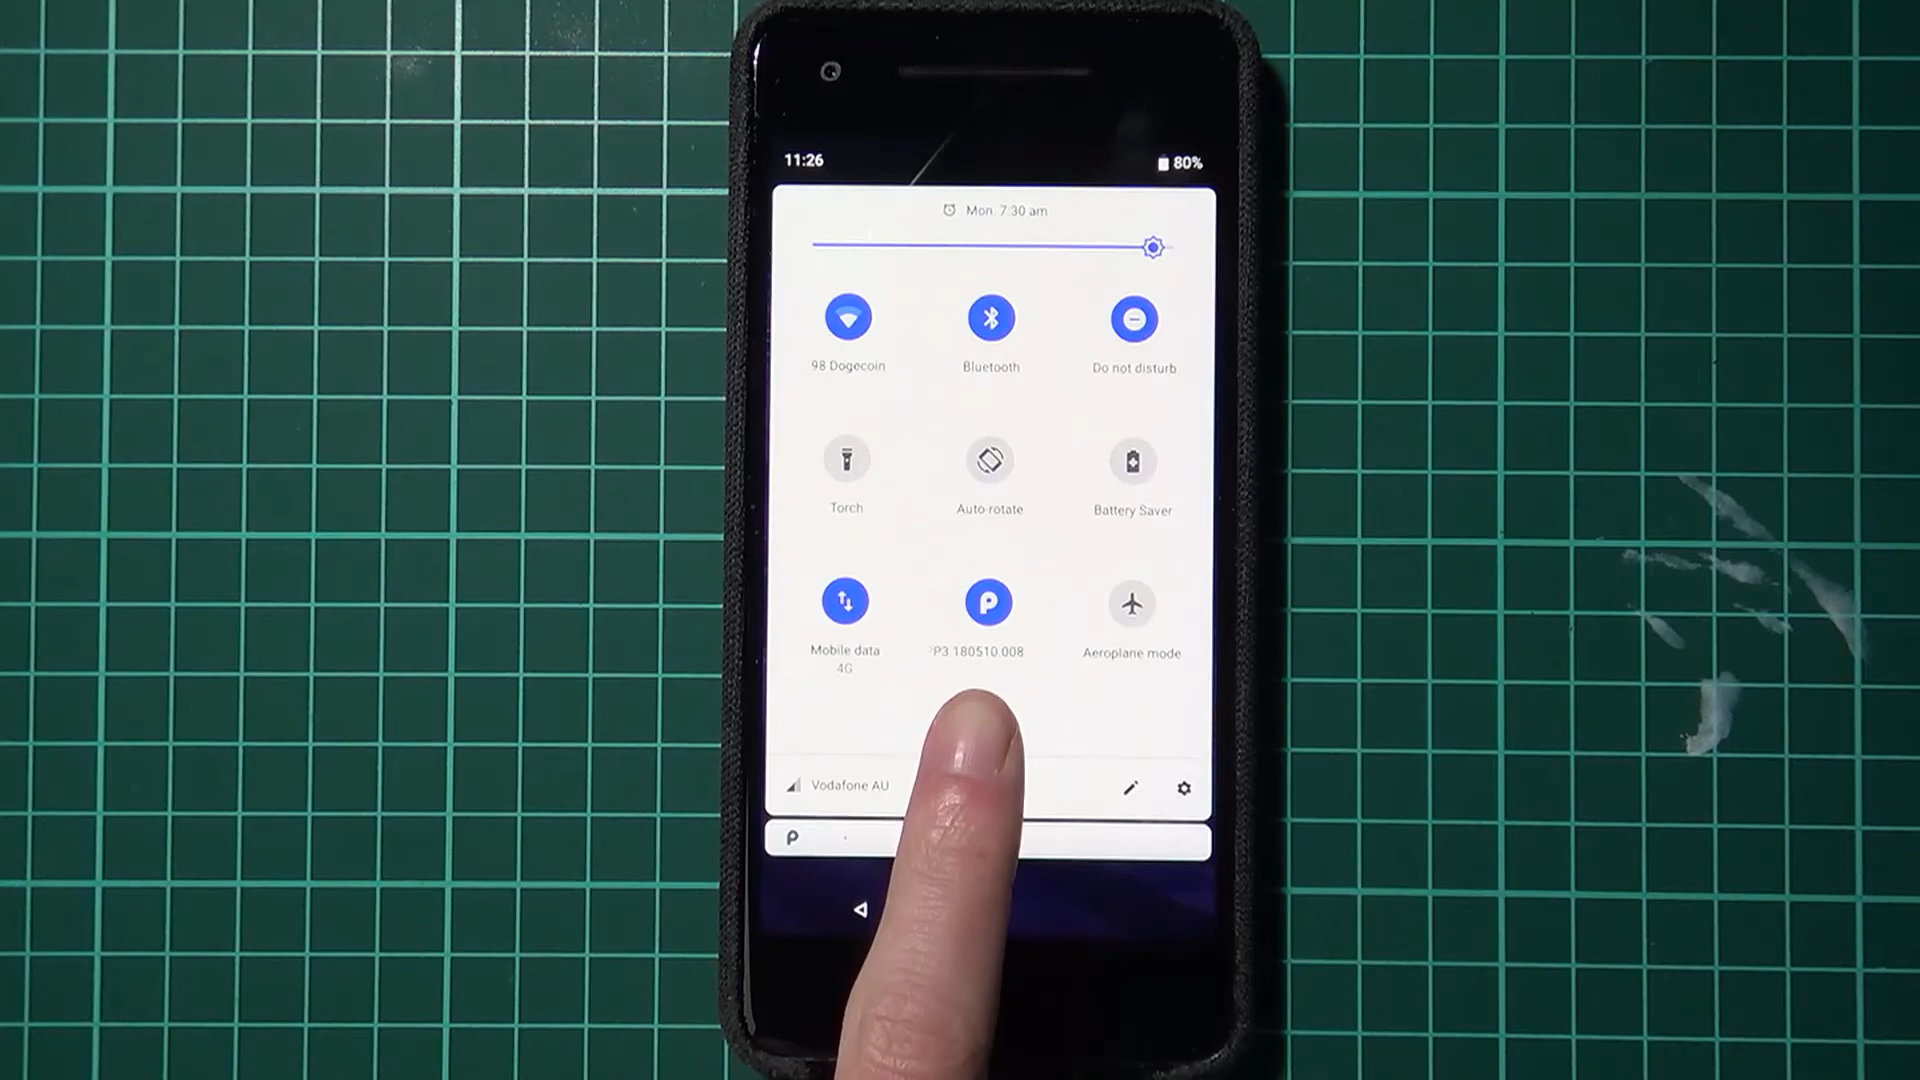 11:26
80%
Mon. 7:30 am
98 Dogecoin
Bluetooth
Do not disturb
Torch
Auto-rotate
Battery Saver
Mobile data
4G
P3 180510.008
Aeroplane mode
Vodafone AU